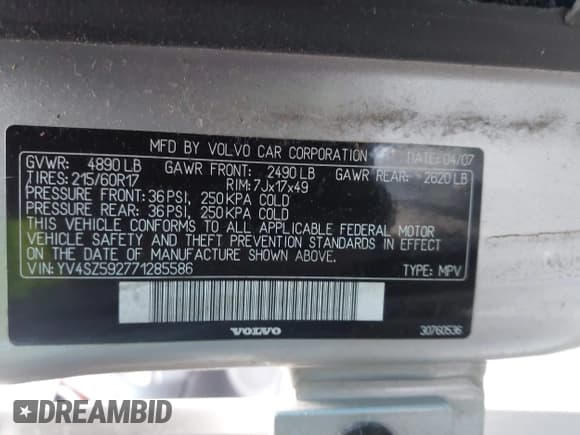 MFD BY VOLVO CAR CORPORATION DATE: 04/07
GVWR: 4890 LB GAWR FRONT: 2490 LB GAWR REAR: 2620 LB
TIRES: 215/60R17 RIM: 7Jx17x49
PRESSURE FRONT: 36 PSI, 250 KPA COLD
PRESSURE REAR: 36 PSI, 250 KPA COLD
THIS VEHICLE CONFORMS TO ALL APPLICABLE FEDERAL MOTOR
VEHICLE SAFETY AND THEFT PREVENTION STANDARDS IN EFFECT
ON THE DATE OF MANUFACTURE SHOWN ABOVE
VIN: YV4SZ592771285586 TYPE: MPV
VOLVO 30760536
DREAMBID